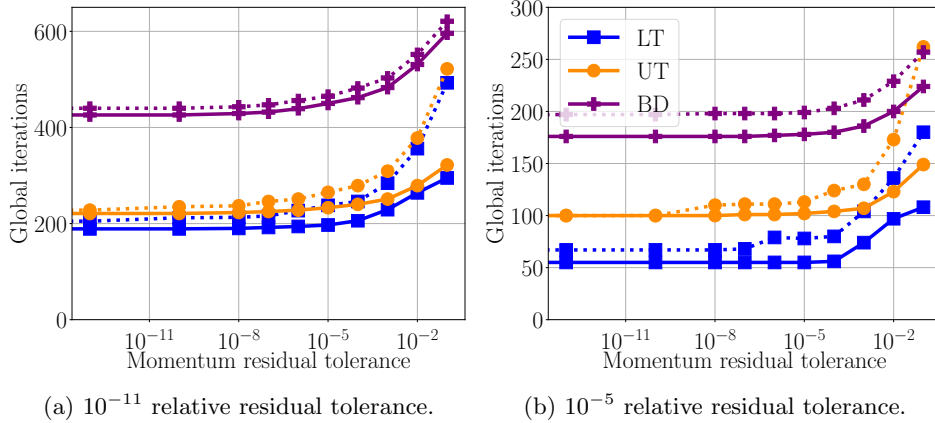 600
400
200
0
Global iterations
10⁻¹¹ 10⁻⁸ 10⁻⁵ 10⁻²
Momentum residual tolerance
(a) 10⁻¹¹ relative residual tolerance.
300
250
200
150
100
50
0
Global iterations
LT
UT
BD
10⁻¹¹ 10⁻⁸ 10⁻⁵ 10⁻²
Momentum residual tolerance
(b) 10⁻⁵ relative residual tolerance.